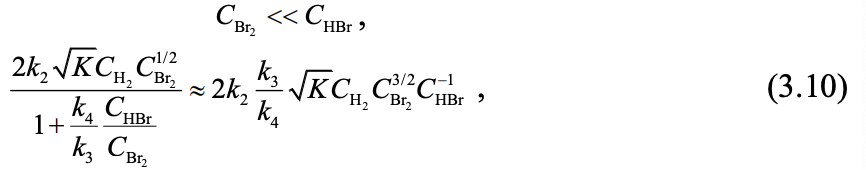 C_{Br_2} << C_{HBr} ,
\frac{2k_2 \sqrt{K} C_{H_2} C_{Br_2}^{1/2}}{1 + \frac{k_4}{k_3} \frac{C_{HBr}}{C_{Br_2}}} ≈ 2k_2 \frac{k_3}{k_4} \sqrt{K} C_{H_2} C_{Br_2}^{3/2} C_{HBr}^{-1} , (3.10)